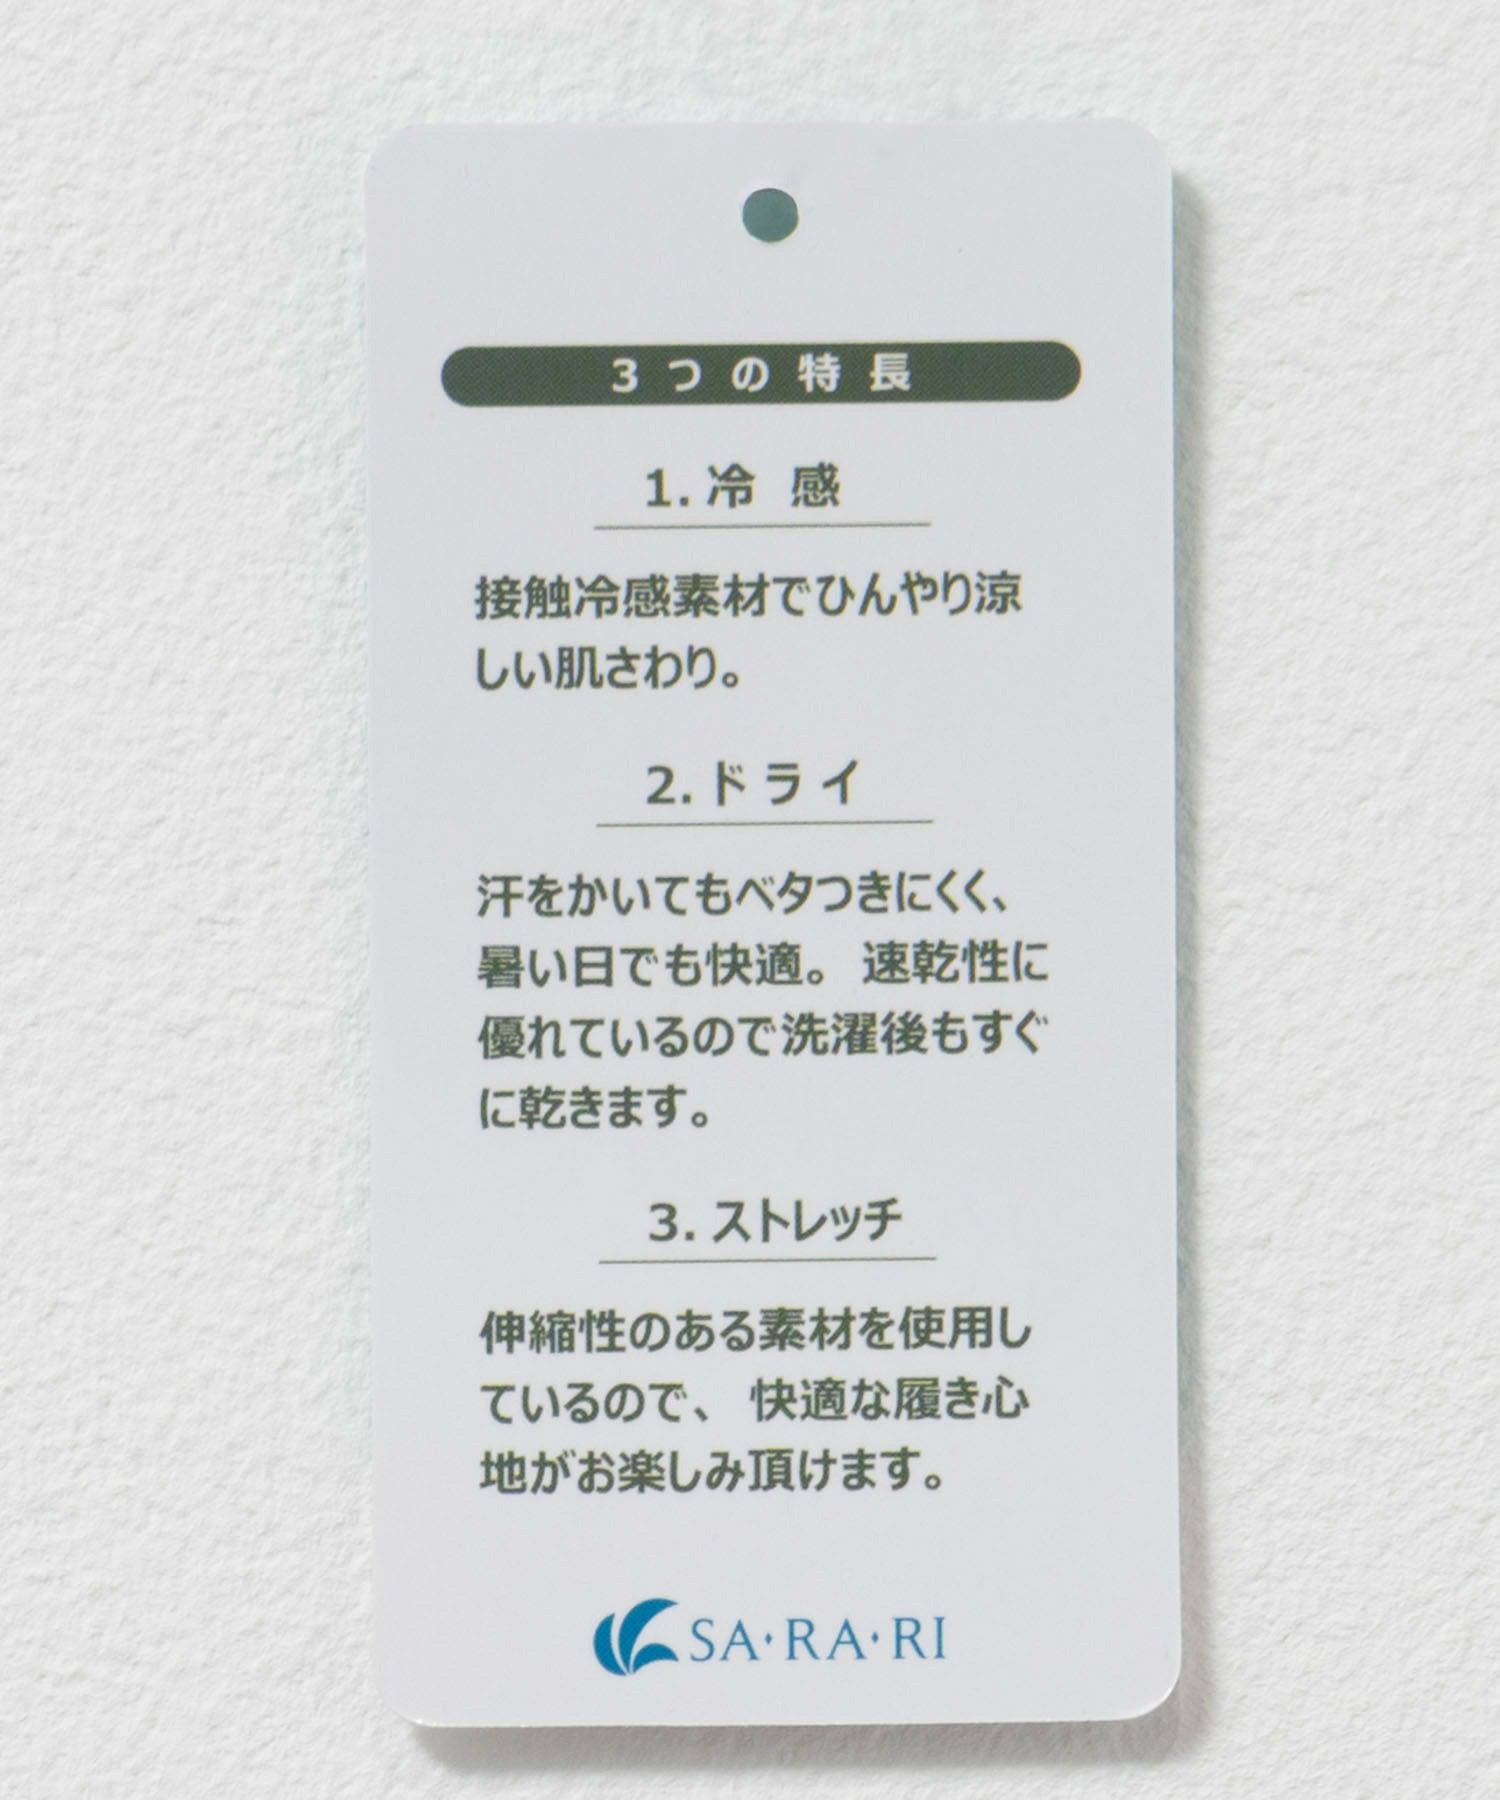 3つの特長
1.冷 感
接触冷感素材でひんやり涼
しい肌さわり。
2.ドライ
汗をかいてもベタつきにくく、
暑い日でも快適。速乾性に
優れているので洗濯後もすぐ
に乾きます。
3.ストレッチ
伸縮性のある素材を使用し
ているので、快適な履き心
地がお楽しみ頂けます。
SA·RA·RI